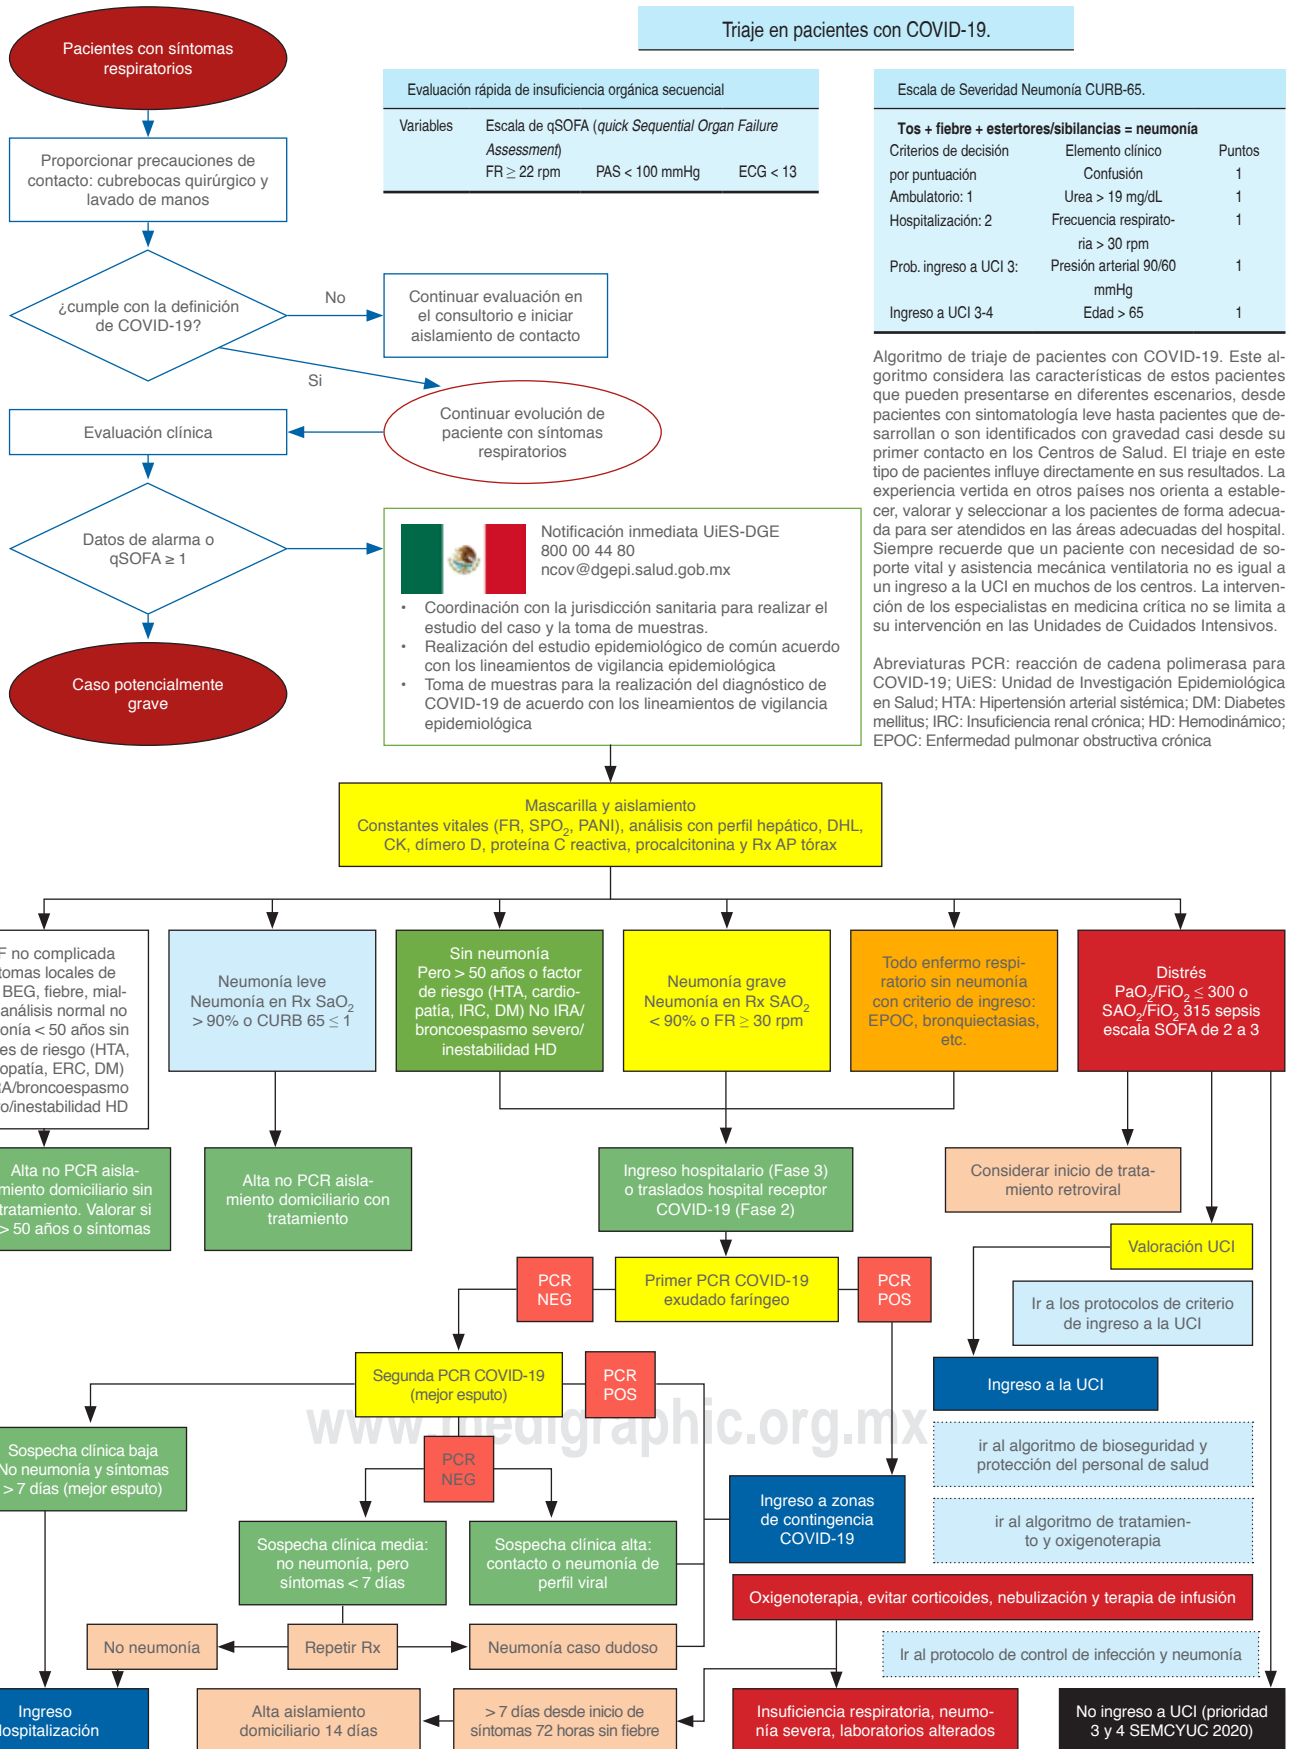 Triaje en pacientes con COVID-19.
Pacientes con síntomas
respiratorios
Proporcionar precauciones de
contacto: cubrebocas quirúrgico y
lavado de manos
¿cumple con la definición
de COVID-19?
No
Continuar evaluación en
el consultorio e iniciar
aislamiento de contacto
Si
Continuar evolución de
paciente con síntomas
respiratorios
Evaluación clínica
Datos de alarma o
qSOFA ≥ 1
Caso potencialmente
grave
Evaluación rápida de insuficiencia orgánica secuencial
Variables Escala de qSOFA (quick Sequential Organ Failure
Assessment)
FR ≥ 22 rpm PAS < 100 mmHg ECG < 13
Escala de Severidad Neumonía CURB-65.
Tos + fiebre + estertores/sibilancias = neumonía
Criterios de decisión Elemento clínico Puntos
por puntuación Confusión 1
Ambulatorio: 1 Urea > 19 mg/dL 1
Hospitalización: 2 Frecuencia respirato- 1
ria > 30 rpm
Prob. ingreso a UCI 3: Presión arterial 90/60 1
mmHg
Ingreso a UCI 3-4 Edad > 65 1
Algoritmo de triaje de pacientes con COVID-19. Este al-
goritmo considera las características de estos pacientes
que pueden presentarse en diferentes escenarios, desde
pacientes con sintomatología leve hasta pacientes que de-
sarrollan o son identificados con gravedad casi desde su
primer contacto en los Centros de Salud. El triaje en este
tipo de pacientes influye directamente en sus resultados. La
experiencia vertida en otros países nos orienta a estable-
cer, valorar y seleccionar a los pacientes de forma adecua-
da para ser atendidos en las áreas adecuadas del hospital.
Siempre recuerde que un paciente con necesidad de so-
porte vital y asistencia mecánica ventilatoria no es igual a
un ingreso a la UCI en muchos de los centros. La interven-
ción de los especialistas en medicina crítica no se limita a
su intervención en las Unidades de Cuidados Intensivos.
Abreviaturas PCR: reacción de cadena polimerasa para
COVID-19; UiES: Unidad de Investigación Epidemiológica
en Salud; HTA: Hipertensión arterial sistémica; DM: Diabetes
mellitus; IRC: Insuficiencia renal crónica; HD: Hemodinámico;
EPOC: Enfermedad pulmonar obstructiva crónica
Notificación inmediata UiES-DGE
800 00 44 80
ncov@dgepi.salud.gob.mx
• Coordinación con la jurisdicción sanitaria para realizar el
estudio del caso y la toma de muestras.
• Realización del estudio epidemiológico de común acuerdo
con los lineamientos de vigilancia epidemiológica
• Toma de muestras para la realización del diagnóstico de
COVID-19 de acuerdo con los lineamientos de vigilancia
epidemiológica
Mascarilla y aislamiento
Constantes vitales (FR, SPO2, PANI), análisis con perfil hepático, DHL,
CK, dímero D, proteína C reactiva, procalcitonina y Rx AP tórax
F no complicada
tomas locales de
BEG, fiebre, mial-
análisis normal no
onía < 50 años sin
es de riesgo (HTA,
opatía, ERC, DM)
RA/broncoespasmo
o/inestabilidad HD
Neumonía leve
Neumonía en Rx SaO2
> 90% o CURB 65 ≤ 1
Sin neumonía
Pero > 50 años o factor
de riesgo (HTA, cardio-
patía, IRC, DM) No IRA/
broncoespasmo severo/
inestabilidad HD
Neumonía grave
Neumonía en Rx SAO2
< 90% o FR ≥ 30 rpm
Todo enfermo respi-
ratorio sin neumonía
con criterio de ingreso:
EPOC, bronquiectasias,
etc.
Distrés
PaO2/FiO2 ≤ 300 o
SAO2/FiO2 315 sepsis
escala SOFA de 2 a 3
Alta no PCR aisla-
miento domiciliario sin
tratamiento. Valorar si
> 50 años o síntomas
Alta no PCR aisla-
miento domiciliario con
tratamiento
Ingreso hospitalario (Fase 3)
o traslados hospital receptor
COVID-19 (Fase 2)
Considerar inicio de trata-
miento retroviral
Valoración UCI
PCR
NEG
Primer PCR COVID-19
exudado faríngeo
PCR
POS
Ir a los protocolos de criterio
de ingreso a la UCI
Segunda PCR COVID-19
(mejor esputo)
PCR
POS
Ingreso a la UCI
www.medigraphic.org.mx
Sospecha clínica baja
No neumonía y síntomas
> 7 días (mejor esputo)
PCR
NEG
ir al algoritmo de bioseguridad y
protección del personal de salud
Ingreso a zonas
de contingencia
COVID-19
ir al algoritmo de tratamien-
to y oxigenoterapia
Sospecha clínica media:
no neumonía, pero
síntomas < 7 días
Sospecha clínica alta:
contacto o neumonía de
perfil viral
Oxigenoterapia, evitar corticoides, nebulización y terapia de infusión
No neumonía
Repetir Rx
Neumonía caso dudoso
Ir al protocolo de control de infección y neumonía
Ingreso
Hospitalización
Alta aislamiento
domiciliario 14 días
> 7 días desde inicio de
síntomas 72 horas sin fiebre
Insuficiencia respiratoria, neumo-
nía severa, laboratorios alterados
No ingreso a UCI (prioridad
3 y 4 SEMCYUC 2020)